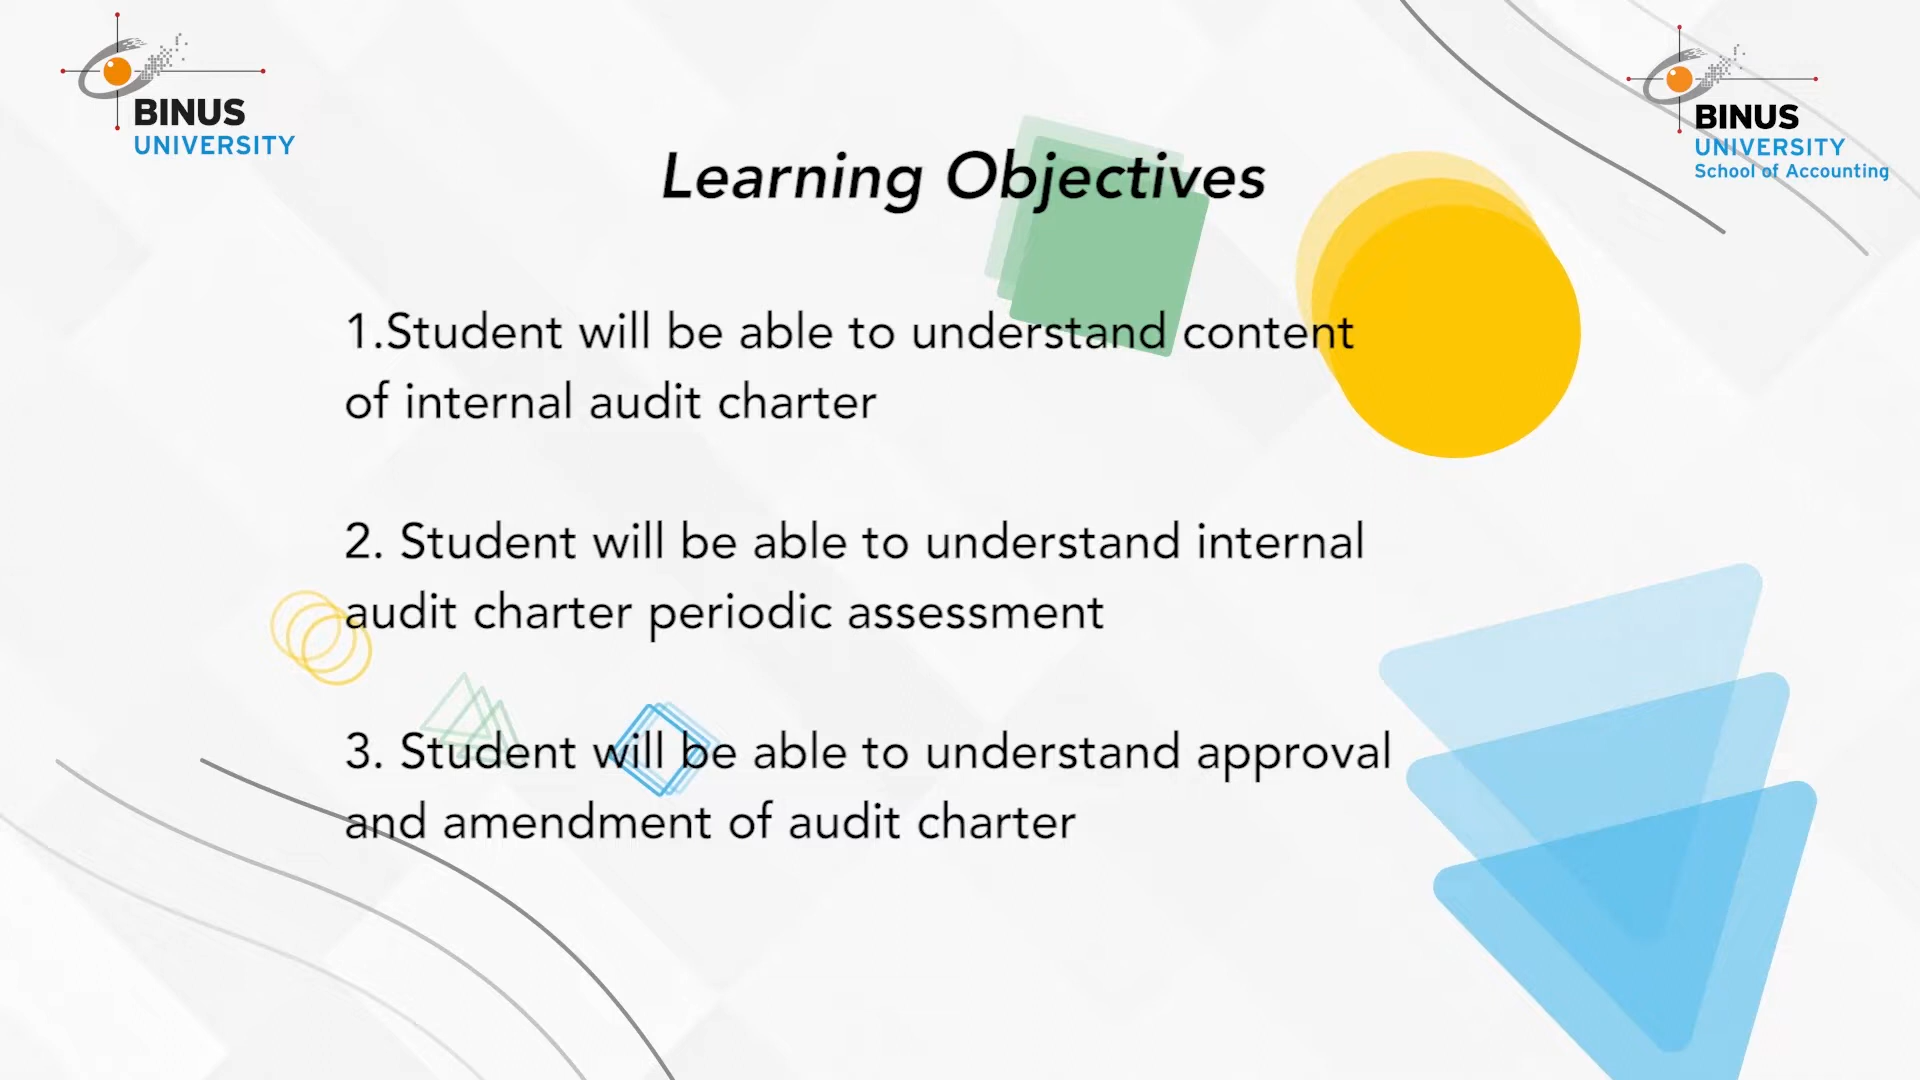 BINUS
UNIVERSITY
BINUS
UNIVERSITY
School of Accounting
Learning Objectives
1.Student will be able to understand content
of internal audit charter
2. Student will be able to understand internal
audit charter periodic assessment
3. Student will be able to understand approval
and amendment of audit charter